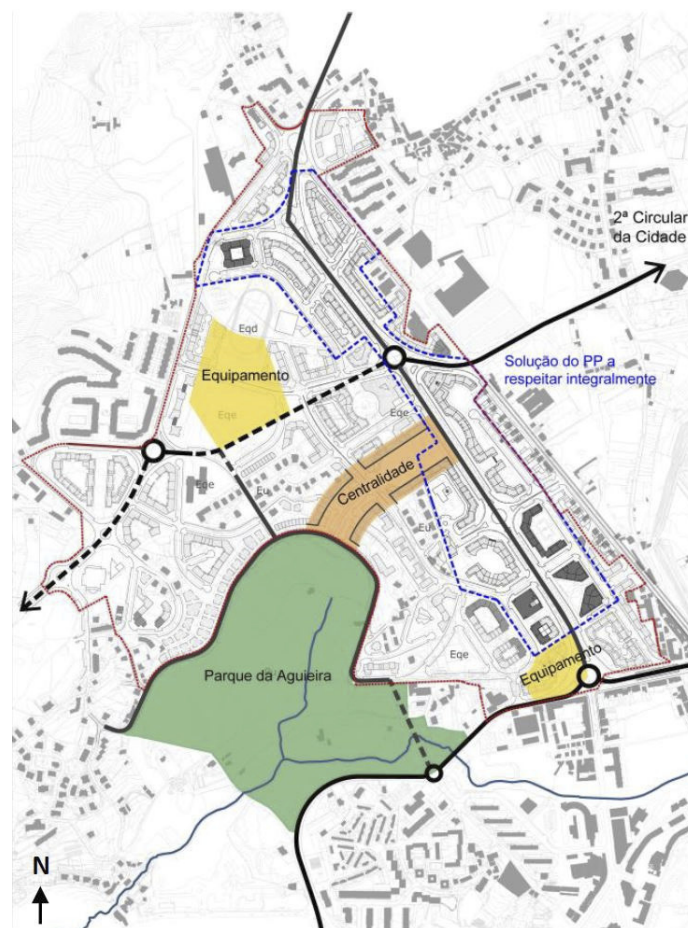 2ª Circular
da Cidade
Eqd
Solução do PP a
respeitar integralmente
Equipamento
Eqe
Eqe
Centralidade
Eqe
Eu
Eu
Eqe
Equipamento
Parque da Aguieira
N